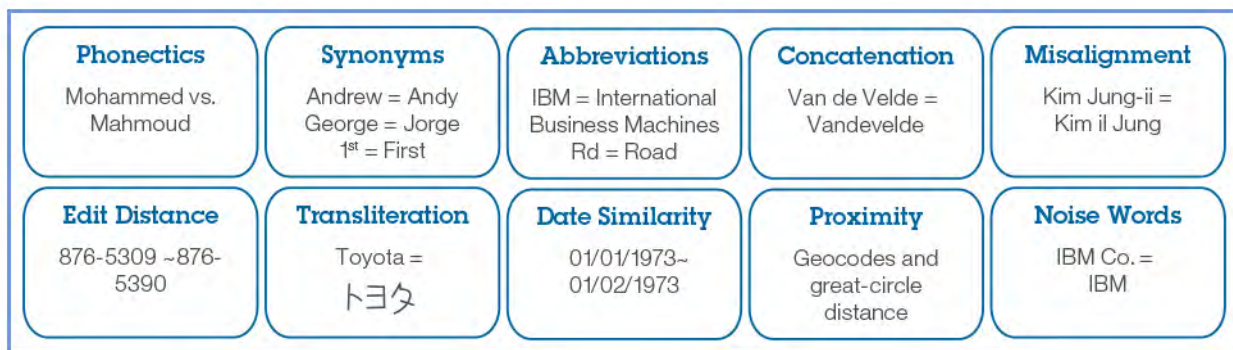 Phonectics
Mohammed vs.
Mahmoud
Synonyms
Andrew = Andy
George = Jorge
1st = First
Abbreviations
IBM = International
Business Machines
Rd = Road
Concatenation
Van de Velde =
Vandevelde
Misalignment
Kim Jung-ii =
Kim il Jung
Edit Distance
876-5309 ~876-
5390
Transliteration
Toyota =
トヨタ
Date Similarity
01/01/1973~
01/02/1973
Proximity
Geocodes and
great-circle
distance
Noise Words
IBM Co. =
IBM